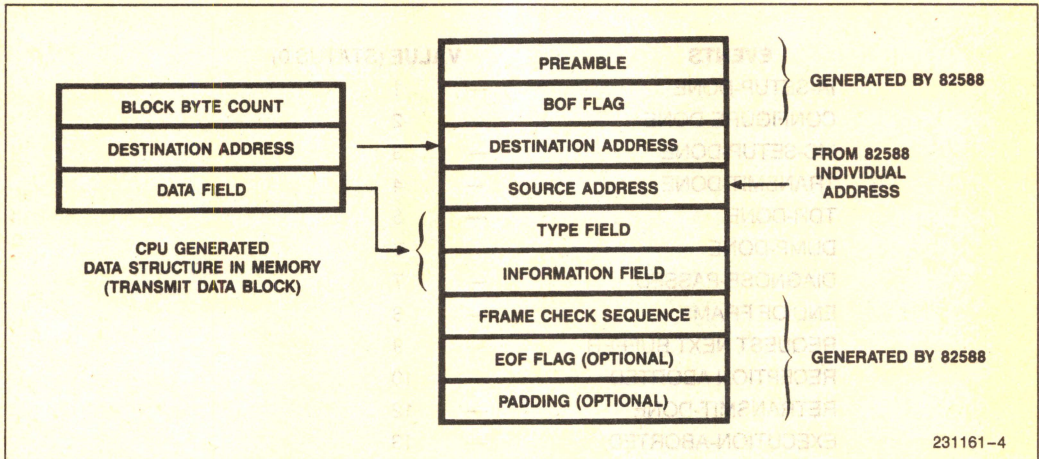 BLOCK BYTE COUNT
DESTINATION ADDRESS
DATA FIELD
CPU GENERATED
DATA STRUCTURE IN MEMORY
(TRANSMIT DATA BLOCK)
PREAMBLE
BOF FLAG
DESTINATION ADDRESS
SOURCE ADDRESS
TYPE FIELD
INFORMATION FIELD
FRAME CHECK SEQUENCE
EOF FLAG (OPTIONAL)
PADDING (OPTIONAL)
GENERATED BY 82588
FROM 82588
INDIVIDUAL
ADDRESS
GENERATED BY 82588
231161–4